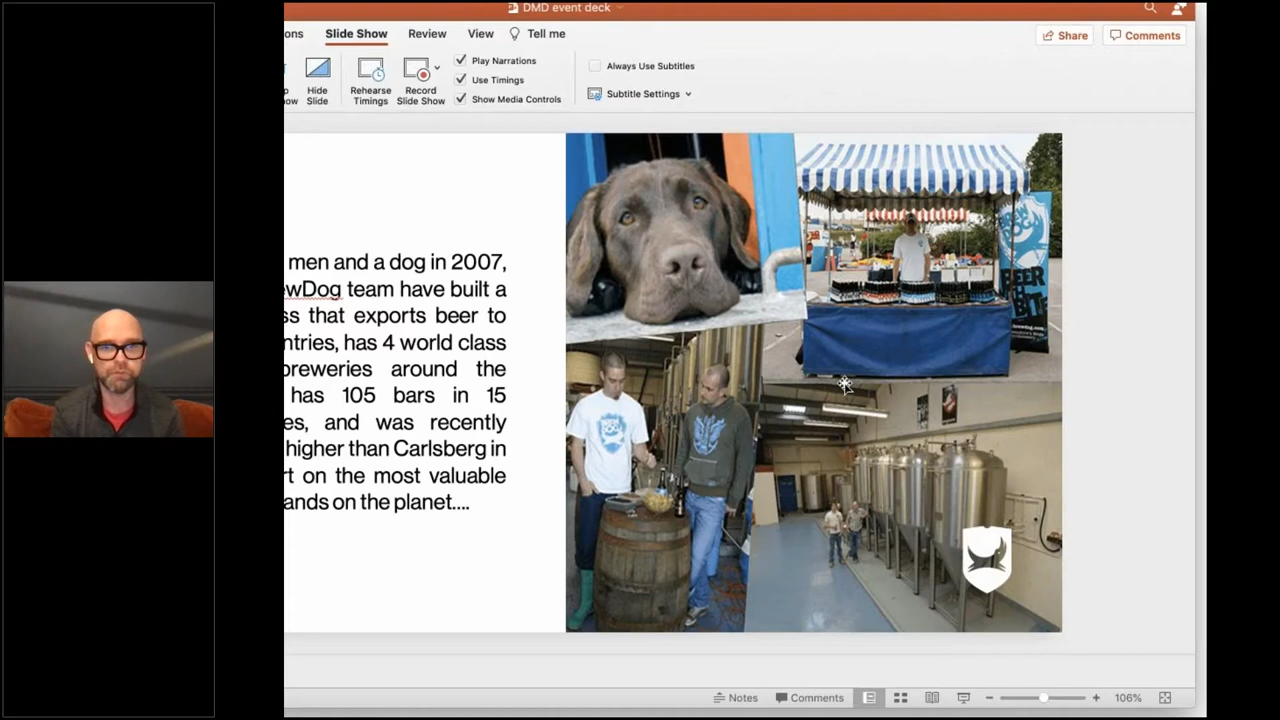 DMD event deck
ons Slide Show Review View Tell me Share Comments
Play Narrations
Use Timings
Show Media Controls
Always Use Subtitles
Subtitle Settings
Hide Slide
Rehearse Timings
Record Slide Show
men and a dog in 2007,
ewDog team have built a
ss that exports beer to
ntries, has 4 world class
breweries around the
has 105 bars in 15
es, and was recently
higher than Carlsberg in
rt on the most valuable
ands on the planet....
BEER
Notes Comments 106%